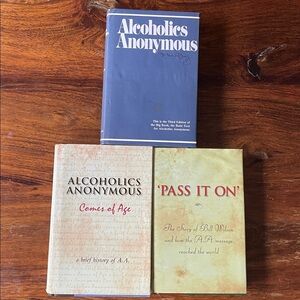 Alcoholics
Anonymous
This is the Third Edition of
the Big Book, the Basic Text
for Alcoholics Anonymous
ALCOHOLICS
ANONYMOUS
Comes of Age
a brief history of A.A.
'PASS IT ON'
The Story of Bill Wilson
and how the A.A. message
reached the world